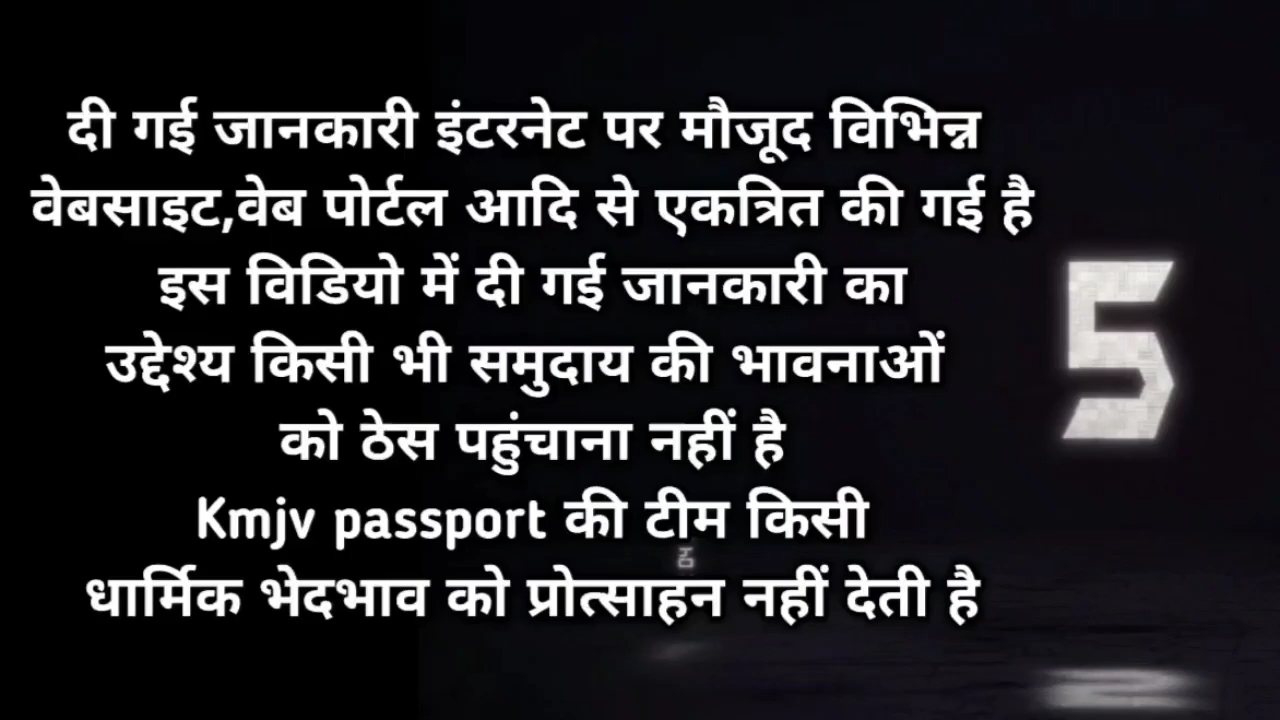 दी गई जानकारी इंटरनेट पर मौजूद विभिन्न
वेबसाइट,वेब पोर्टल आदि से एकत्रित की गई है
इस विडियो में दी गई जानकारी का
उद्देश्य किसी भी समुदाय की भावनाओं
को ठेस पहुंचाना नहीं है
Kmjv passport की टीम किसी
धार्मिक भेदभाव को प्रोत्साहन नहीं देती है
5